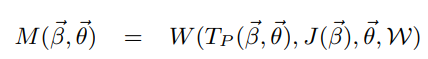 M(β⃗, θ⃗) = W(T_P(β⃗, θ⃗), J(β⃗), θ⃗, 𝒲)